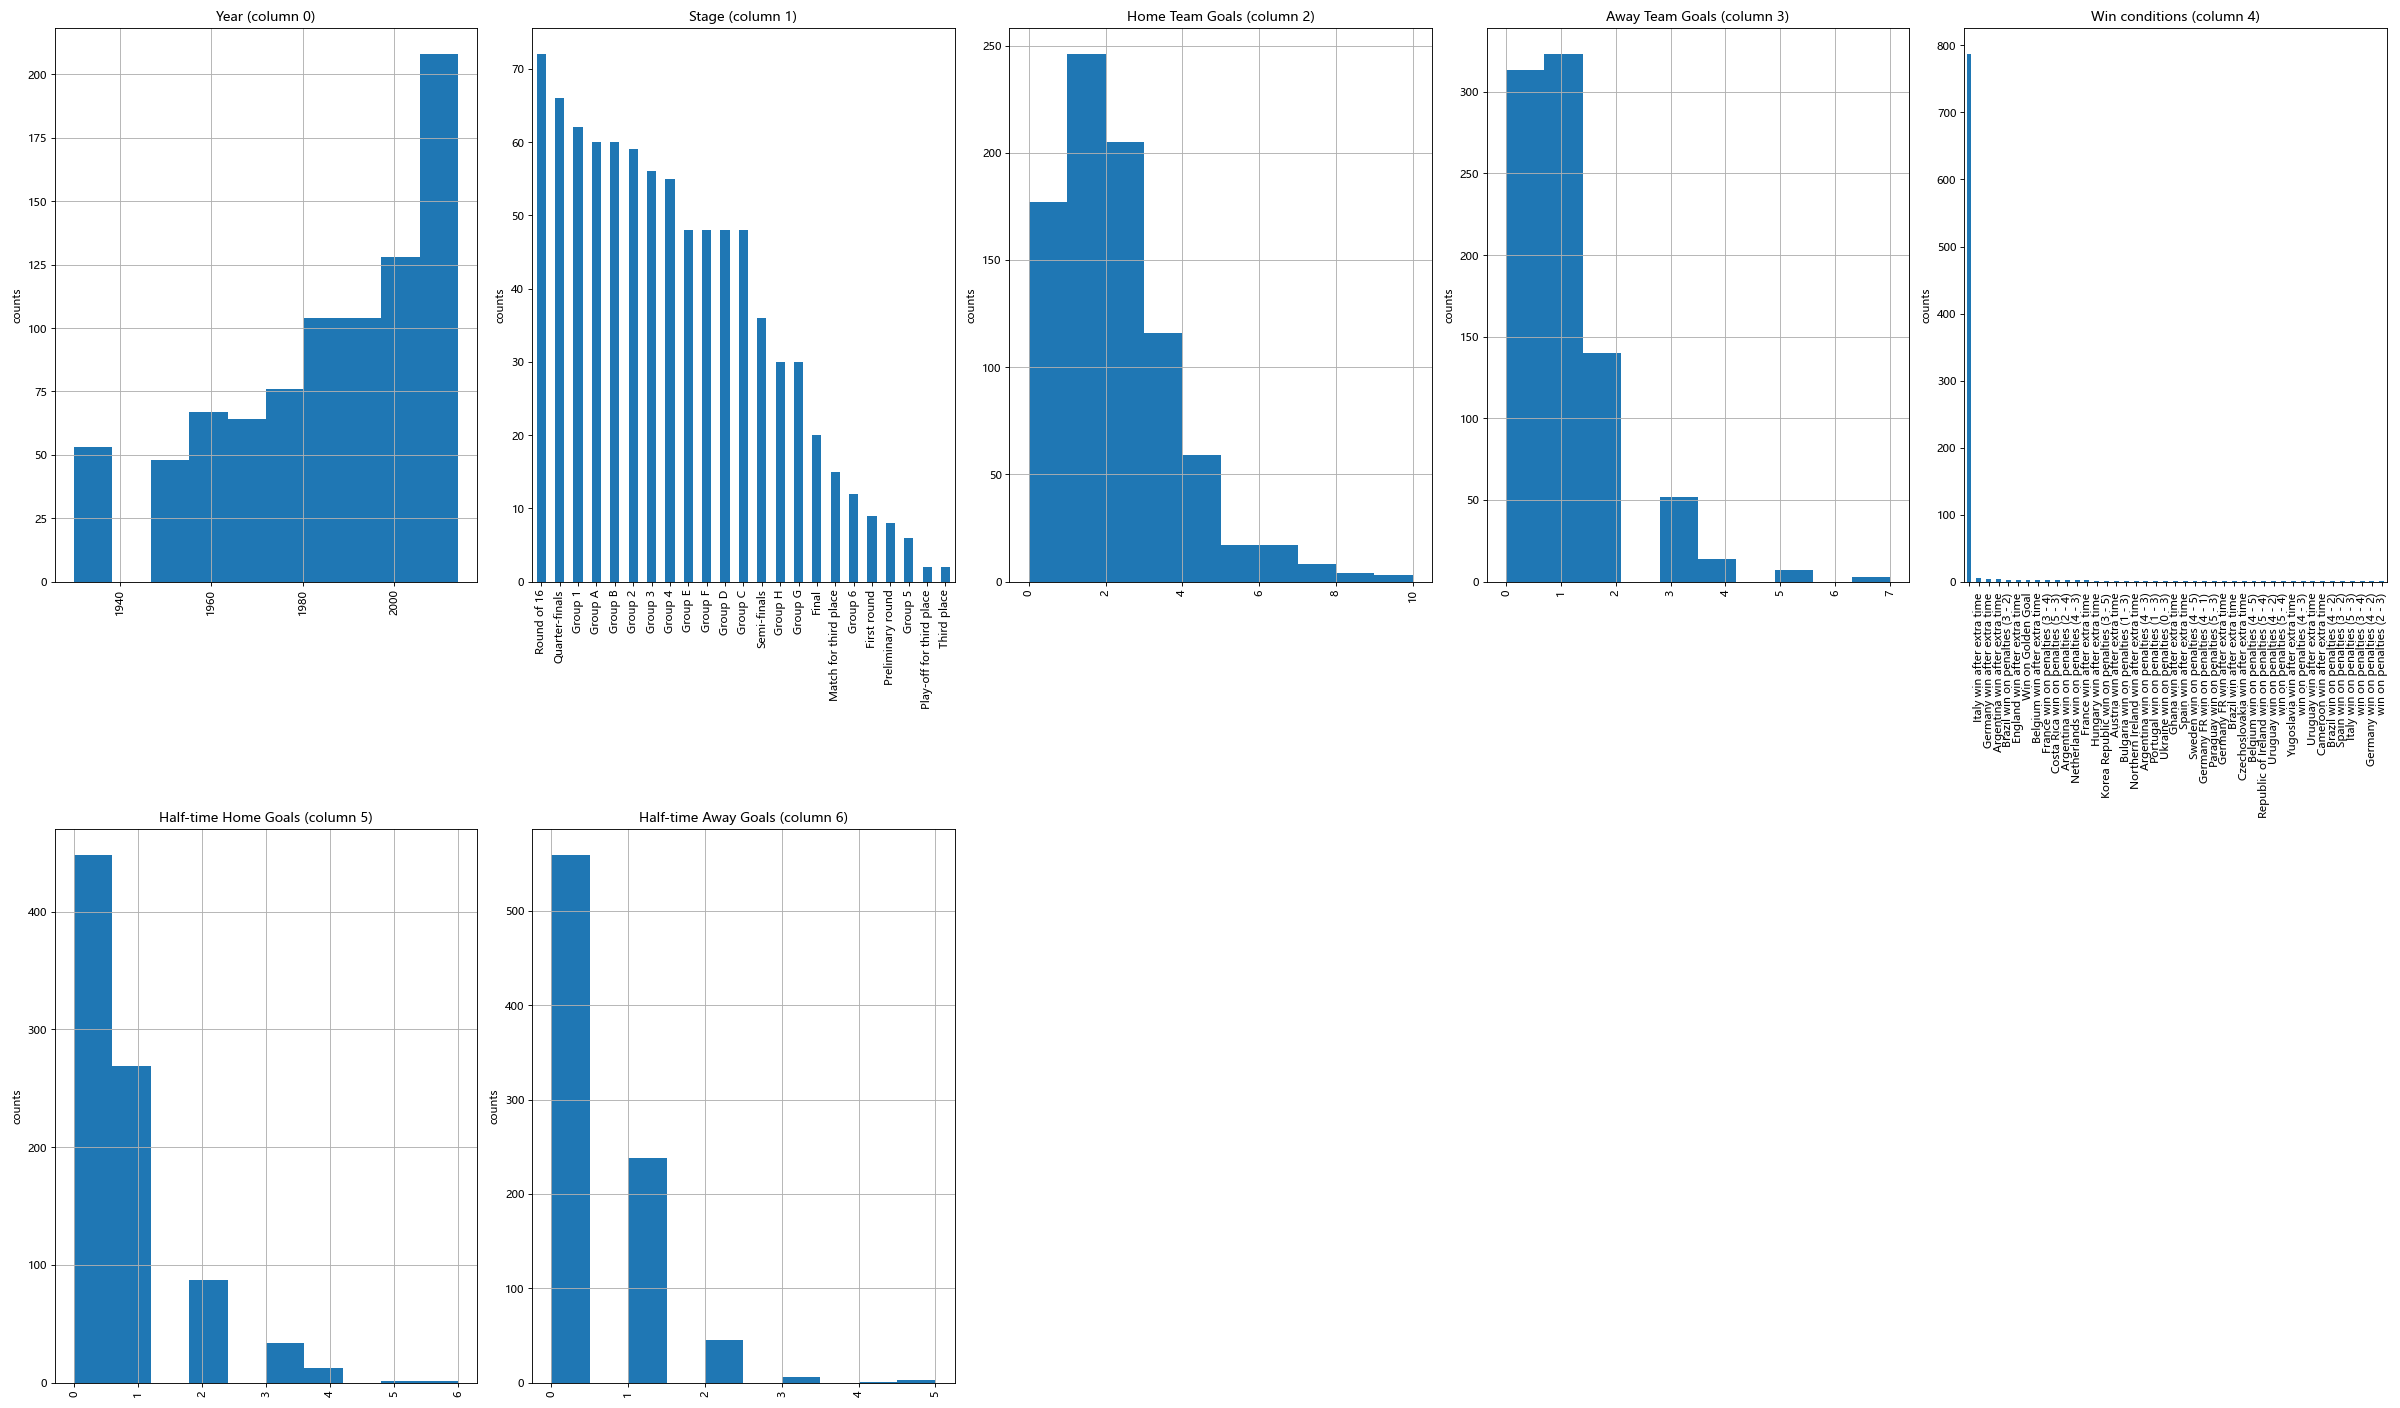 Year (column 0)
counts
200
175
150
125
100
75
50
25
0
1940
1960
1980
2000
Stage (column 1)
counts
70
60
50
40
30
20
10
0
Round of 16
Quarter-finals
Group 1
Group A
Group B
Group 2
Group 3
Group 4
Group E
Group F
Group D
Group C
Semi-finals
Group H
Group G
Final
Match for third place
Group 6
First round
Preliminary round
Group 5
Play-off for third place
Third place
Home Team Goals (column 2)
counts
250
200
150
100
50
0
0
2
4
6
8
10
Away Team Goals (column 3)
counts
300
250
200
150
100
50
0
0
1
2
3
4
5
6
7
Win conditions (column 4)
counts
800
700
600
500
400
300
200
100
0
Italy win after extra time
Germany win after extra time
Argentina win after extra time
Brazil win on penalties (3 - 2)
England win after extra time
Win on Golden Goal
Belgium win after extra time
France win on penalties (3 - 4)
Costa Rica win on penalties (5 - 3)
Argentina win on penalties (2 - 4)
Netherlands win on penalties (4 - 3)
France win after extra time
Hungary win after extra time
Korea Republic win on penalties (3 - 5)
Austria win after extra time
Bulgaria win on penalties (1 - 3)
Northern Ireland win after extra time
Argentina win on penalties (4 - 3)
Portugal win on penalties (1 - 3)
Ukraine win on penalties (0 - 3)
Ghana win after extra time
Spain win after extra time
Sweden win on penalties (4 - 5)
Germany FR win on penalties (4 - 1)
Paraguay win on penalties (5 - 3)
Germany FR win after extra time
Brazil win after extra time
Czechoslovakia win after extra time
Belgium win on penalties (4 - 5)
Republic of Ireland win on penalties (5 - 4)
Uruguay win on penalties (4 - 2)
win on penalties (5 - 4)
Yugoslavia win after extra time
win on penalties (4 - 3)
Uruguay win after extra time
Cameroon win after extra time
Brazil win on penalties (4 - 2)
Spain win on penalties (3 - 2)
Italy win on penalties (5 - 3)
win on penalties (3 - 4)
Germany win on penalties (4 - 2)
win on penalties (2 - 3)
Half-time Home Goals (column 5)
counts
400
300
200
100
0
0
1
2
3
4
5
6
Half-time Away Goals (column 6)
counts
500
400
300
200
100
0
0
1
2
3
4
5